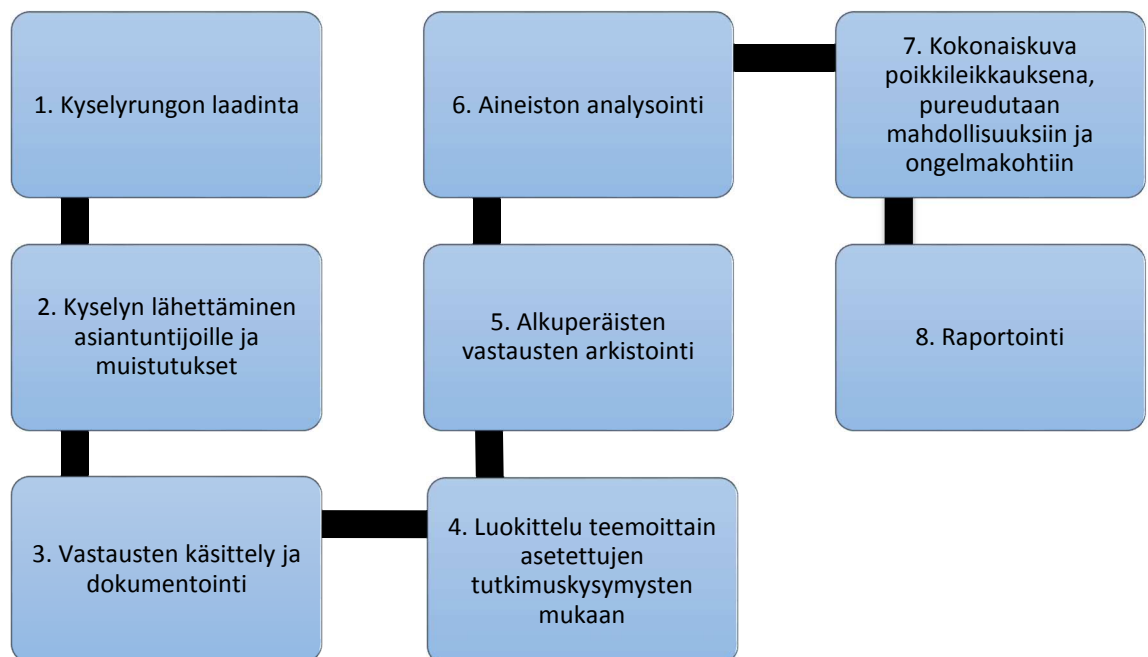 1. Kyselyrungon laadinta
2. Kyselyn lähettäminen
asiantuntijoille ja
muistutukset
3. Vastausten käsittely ja
dokumentointi
4. Luokittelu teemoittain
asetettujen
tutkimuskysymysten
mukaan
5. Alkuperäisten
vastausten arkistointi
6. Aineiston analysointi
7. Kokonaiskuva
poikkileikkauksena,
pureudutaan
mahdollisuuksiin ja
ongelmakohtiin
8. Raportointi